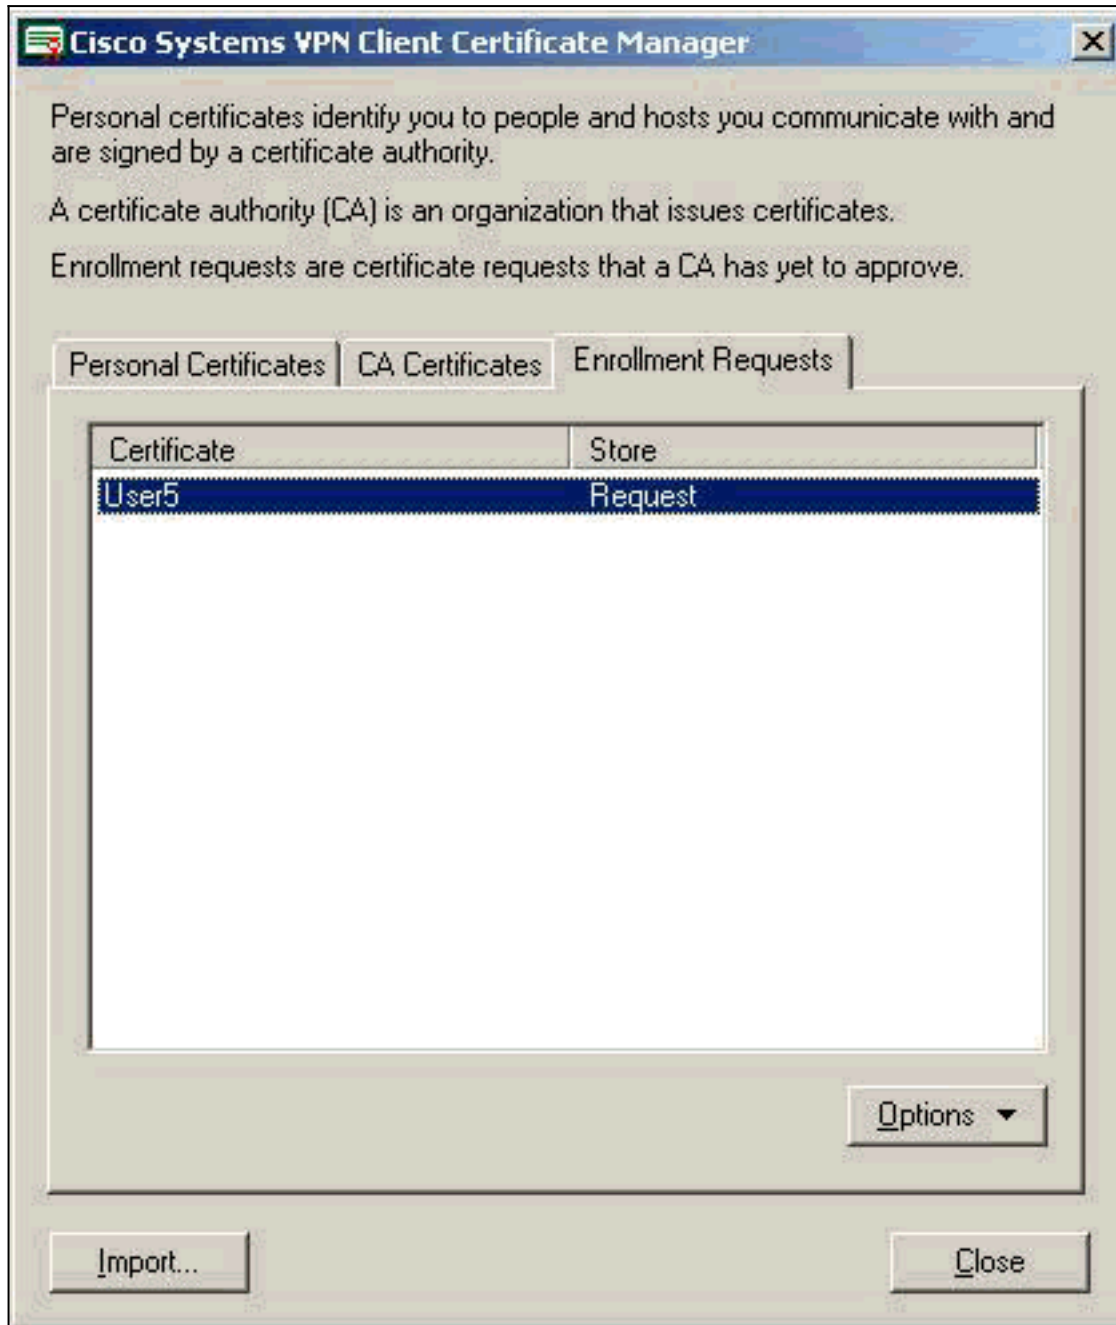 Cisco Systems VPN Client Certificate Manager
Personal certificates identify you to people and hosts you communicate with and
are signed by a certificate authority.
A certificate authority (CA) is an organization that issues certificates.
Enrollment requests are certificate requests that a CA has yet to approve.
Personal Certificates CA Certificates Enrollment Requests
Certificate Store
User5 Request
Options
Import... Close